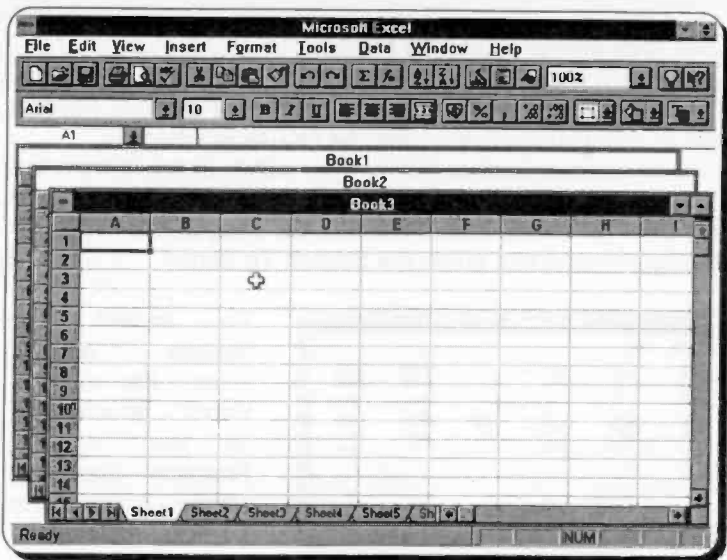 Microsoft Excel
File Edit View Insert Format Tools Data Window Help
100%
Arial 10 B I U
A1
Book1
Book2
Book3
A B C D E F G H I
1
2
3
4
5
6
7
8
9
10
11
12
13
14
Sheet1 Sheet2 Sheet3 Sheet4 Sheet5 Sh
Ready NUM